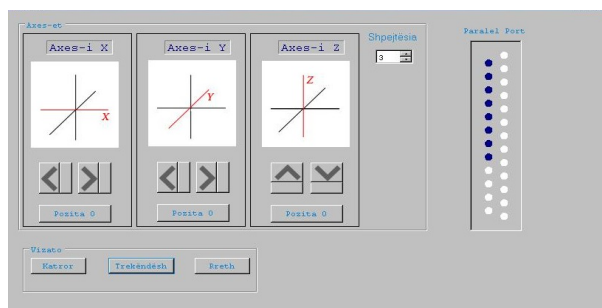 Axes-et
Axes-i X
Axes-i Y
Axes-i Z
Shpejtësia
3
X
Y
Z
Pozita 0
Pozita 0
Pozita 0
Paralel Port
Vizato
Katror
Trekëndësh
Rreth